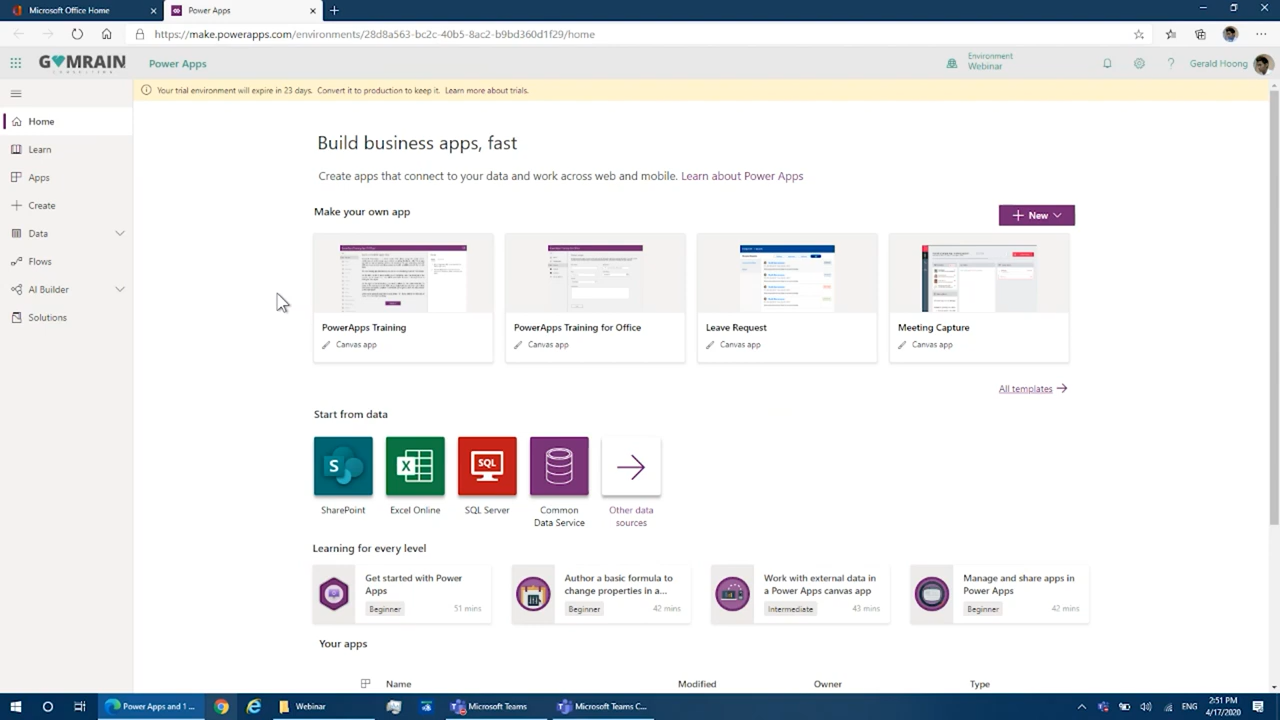 Microsoft Office Home
Power Apps
https://make.powerapps.com/environments/28d8a563-bc2c-40b5-8ac2-b9bd360d1f29/home
GOMRAIN
CONSULTING
Power Apps
Environment
Webinar
Gerald Hoong
Your trial environment will expire in 23 days. Convert it to production to keep it. Learn more about trials.
Home
Learn
Apps
Create
Data
Flows
AI Builder
Solutions
Build business apps, fast
Create apps that connect to your data and work across web and mobile. Learn about Power Apps
Make your own app
New
PowerApps Training
Canvas app
PowerApps Training for Office
Canvas app
Leave Request
Canvas app
Meeting Capture
Canvas app
All templates
Start from data
SharePoint
Excel Online
SQL
SQL Server
Common
Data Service
Other data
sources
Learning for every level
Get started with Power
Apps
Beginner
51 mins
Author a basic formula to
change properties in a...
Beginner
42 mins
Work with external data in
a Power Apps canvas app
Intermediate
43 mins
Manage and share apps in
Power Apps
Beginner
42 mins
Your apps
Name
Modified
Owner
Type
Power Apps and 1 ...
Webinar
Microsoft Teams
Microsoft Teams C...
ENG
2:51 PM
4/17/2020